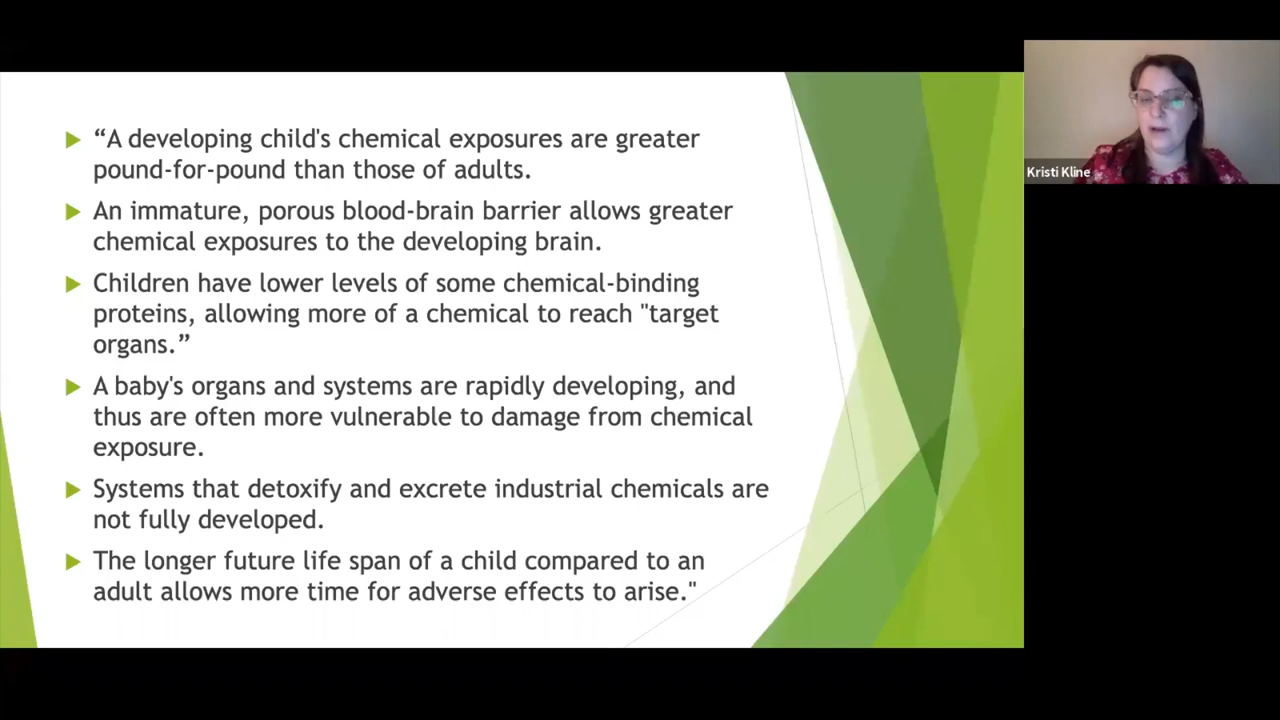 “A developing child's chemical exposures are greater
pound-for-pound than those of adults.
An immature, porous blood-brain barrier allows greater
chemical exposures to the developing brain.
Children have lower levels of some chemical-binding
proteins, allowing more of a chemical to reach "target
organs.”
A baby's organs and systems are rapidly developing, and
thus are often more vulnerable to damage from chemical
exposure.
Systems that detoxify and excrete industrial chemicals are
not fully developed.
The longer future life span of a child compared to an
adult allows more time for adverse effects to arise."
Kristi Kline